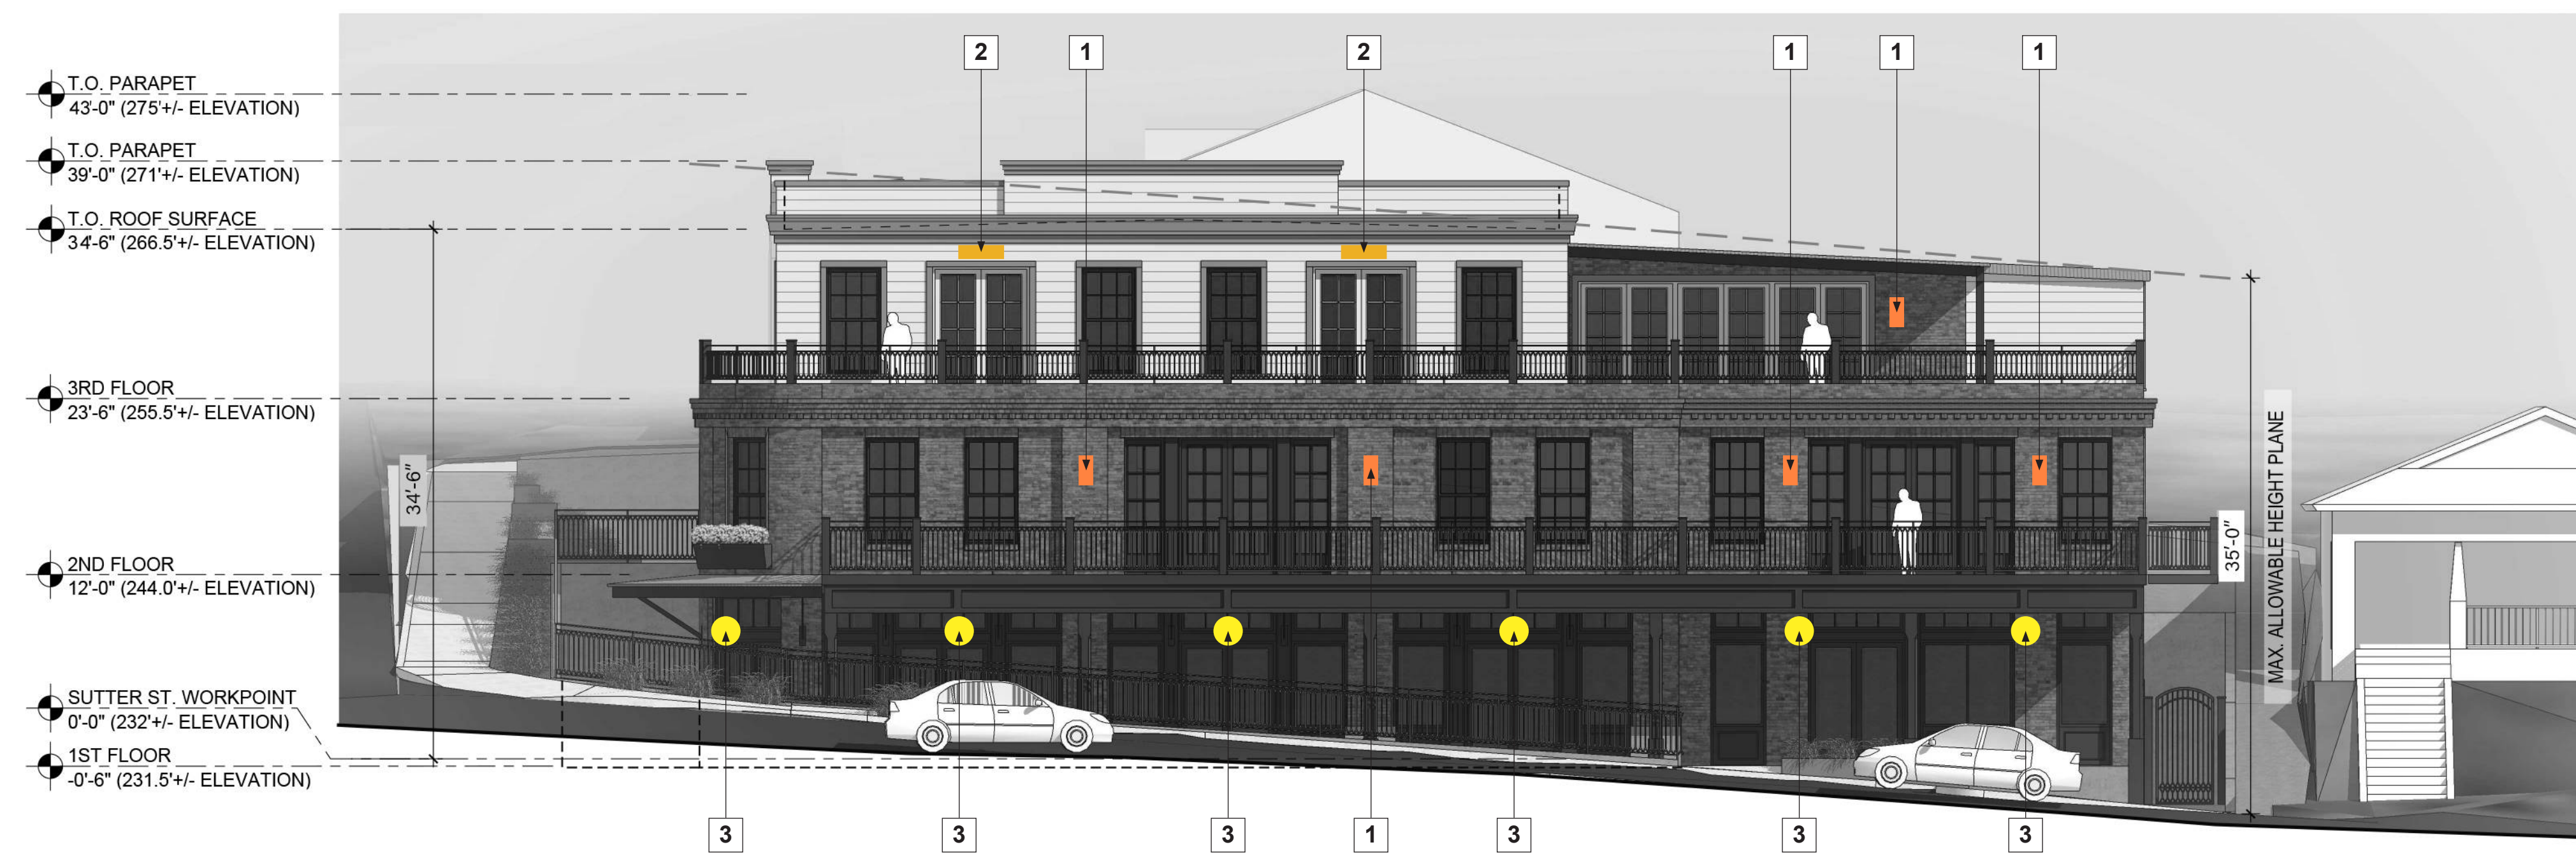 2
1
2
1
1
1
T.O. PARAPET
43'-0" (275'+/- ELEVATION)
T.O. PARAPET
39'-0" (271'+/- ELEVATION)
T.O. ROOF SURFACE
34'-6" (266.5'+/- ELEVATION)
3RD FLOOR
23'-6" (255.5'+/- ELEVATION)
34'-6"
2ND FLOOR
12'-0" (244.0'+/- ELEVATION)
SUTTER ST. WORKPOINT
0'-0" (232'+/- ELEVATION)
1ST FLOOR
-0'-6" (231.5'+/- ELEVATION)
35'-0"
MAX. ALLOWABLE HEIGHT PLANE
3
3
3
1
3
3
3